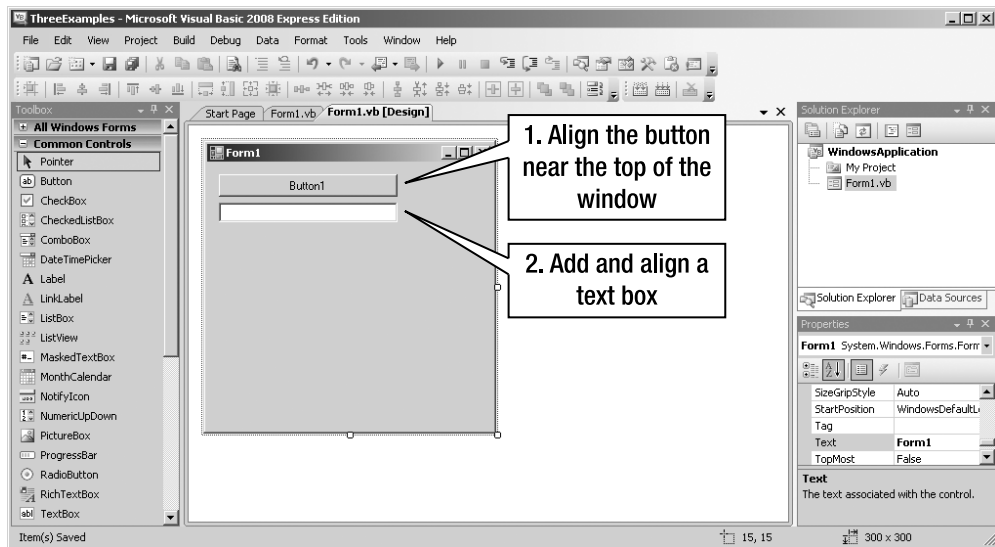 ThreeExamples - Microsoft Visual Basic 2008 Express Edition
File Edit View Project Build Debug Data Format Tools Window Help
Toolbox
All Windows Forms
Common Controls
Pointer
Button
CheckBox
CheckedListBox
ComboBox
DateTimePicker
A Label
A LinkLabel
ListBox
ListView
MaskedTextBox
MonthCalendar
NotifyIcon
NumericUpDown
PictureBox
ProgressBar
RadioButton
RichTextBox
TextBox
Start Page Form1.vb Form1.vb [Design]
Form1
Button1
1. Align the button
near the top of the
window
2. Add and align a
text box
Solution Explorer
WindowsApplication
My Project
Form1.vb
Solution Explorer Data Sources
Properties
Form1 System.Windows.Forms.Form
SizeGripStyle Auto
StartPosition WindowsDefaultL
Tag
Text Form1
TopMost False
Text
The text associated with the control.
Item(s) Saved 15, 15 300 x 300